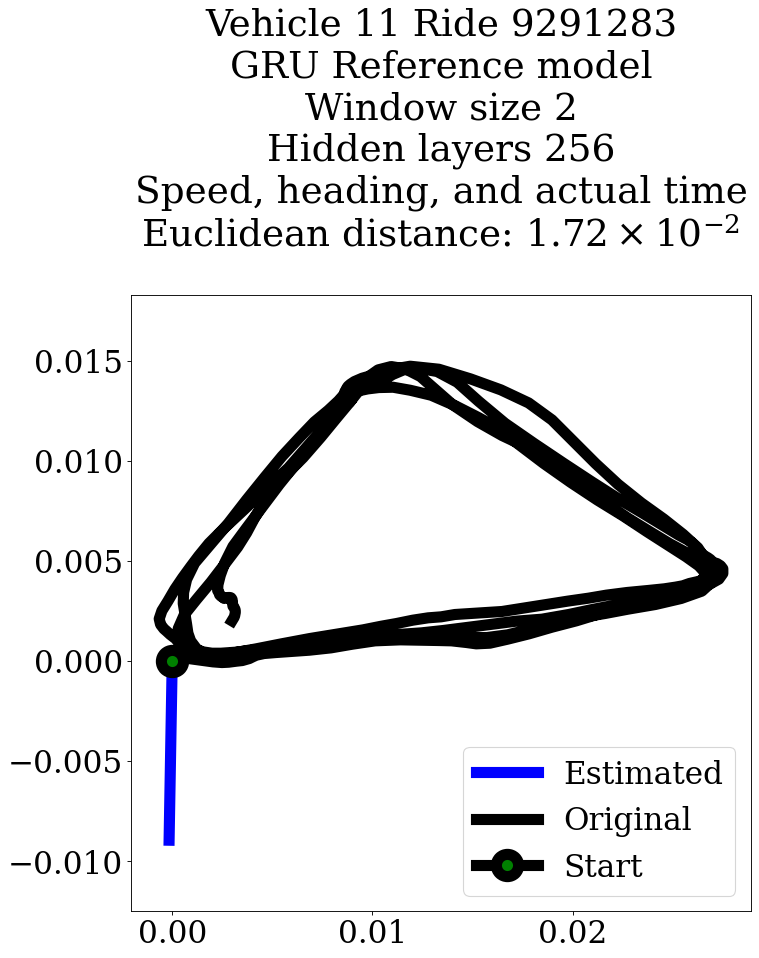 Vehicle 11 Ride 9291283
GRU Reference model
Window size 2
Hidden layers 256
Speed, heading, and actual time
Euclidean distance: 1.72 × 10⁻²
0.015
0.010
0.005
0.000
−0.005
−0.010
Estimated
Original
Start
0.00 0.01 0.02